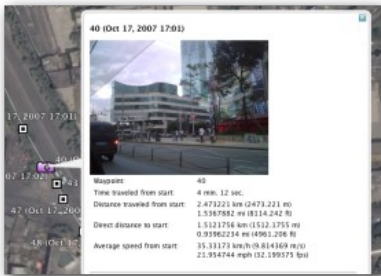 40 (Oct 17, 2007 17:01)
17, 2007 17:01)
40 (O
07 17:02)
43
47 (Oct 17, 200
48 (Oct 17,
Waypoint 40
Time traveled from start: 4 min. 12 sec.
Distance traveled from start: 2.473221 km (2473.221 m)
1.5367882 mi (8114.242 ft)
Direct distance to start: 1.5121756 km (1512.1755 m)
0.93962234 mi (4961.206 ft)
Average speed from start: 35.33173 km/h (9.814369 m/s)
21.954744 mph (32.199375 fps)